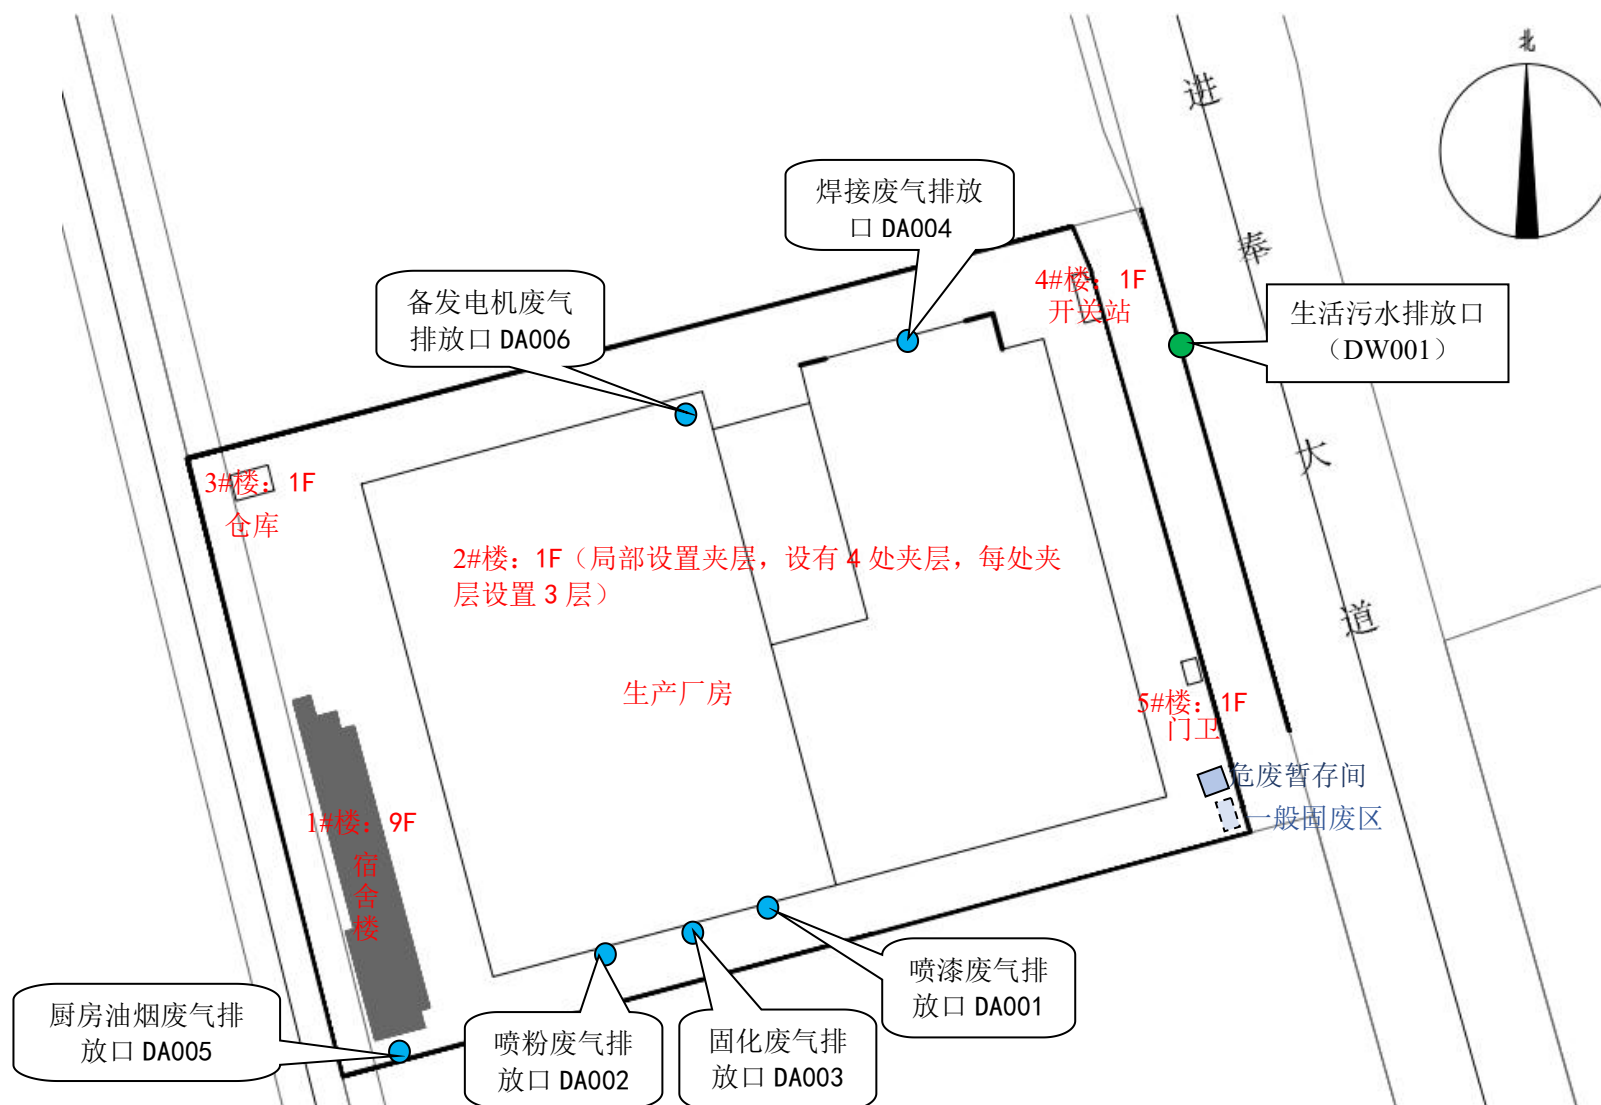 北
进
奉
大
道
焊接废气排放
口 DA004
备发电机废气
排放口 DA006
4#楼：1F
开关站
生活污水排放口
（DW001）
3#楼：1F
仓库
2#楼：1F（局部设置夹层，设有 4 处夹层，每处夹
层设置 3 层）
生产厂房
5#楼：1F
门卫
危废暂存间
一般固废区
1#楼：9F
宿
舍
楼
喷漆废气排
放口 DA001
厨房油烟废气排
放口 DA005
喷粉废气排
放口 DA002
固化废气排
放口 DA003